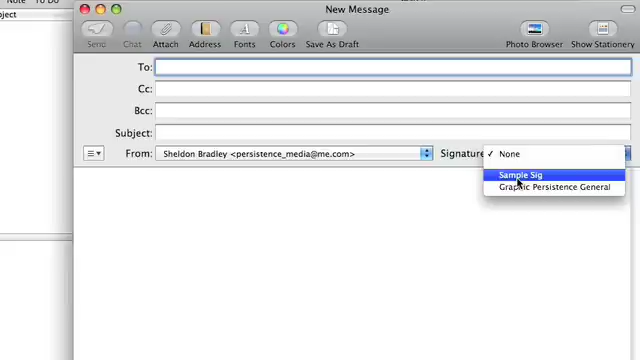 Note To Do
New Message
Send Chat Attach Address Fonts Colors Save As Draft Photo Browser Show Stationery
To:
Cc:
Bcc:
Subject:
From: Sheldon Bradley <persistence_media@me.com> Signature ✓ None
Sample Sig
Graphic Persistence General